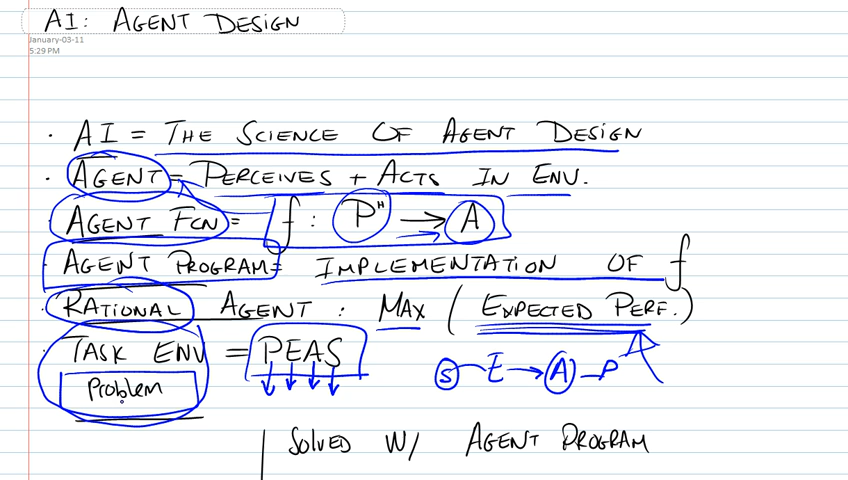 AI: AGENT DESIGN
January-03-11
5:29 PM
· AI = THE SCIENCE OF AGENT DESIGN
· AGENT = PERCEIVES + ACTS IN ENV.
· AGENT FCN = f : P* → A
· AGENT PROGRAM = IMPLEMENTATION OF f
· RATIONAL AGENT : MAX ( EXPECTED PERF. )
· TASK ENV = PEAS
S - E → A - P
Problem
SOLVED W/ AGENT PROGRAM